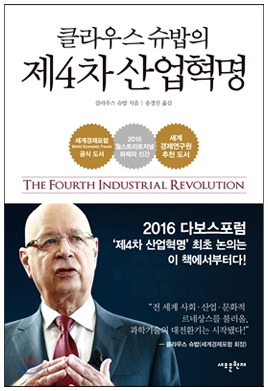 클라우스 슈밥의
제4차 산업혁명
클라우스 슈밥 지음 | 송경진 옮김
세계경제포럼
World Economic Forum
공식 도서
2016
월스트리트저널
화제의 신간
세계
경제연구원
추천 도서
THE FOURTH INDUSTRIAL REVOLUTION
2016 다보스포럼
‘제4차 산업혁명’ 최초 논의는
이 책에서부터다!
“전 세계 사회 · 산업 · 문화적
르네상스를 불러올,
과학기술의 대전환기는 시작됐다!”
— 클라우스 슈밥(세계경제포럼 회장)
새로운현재